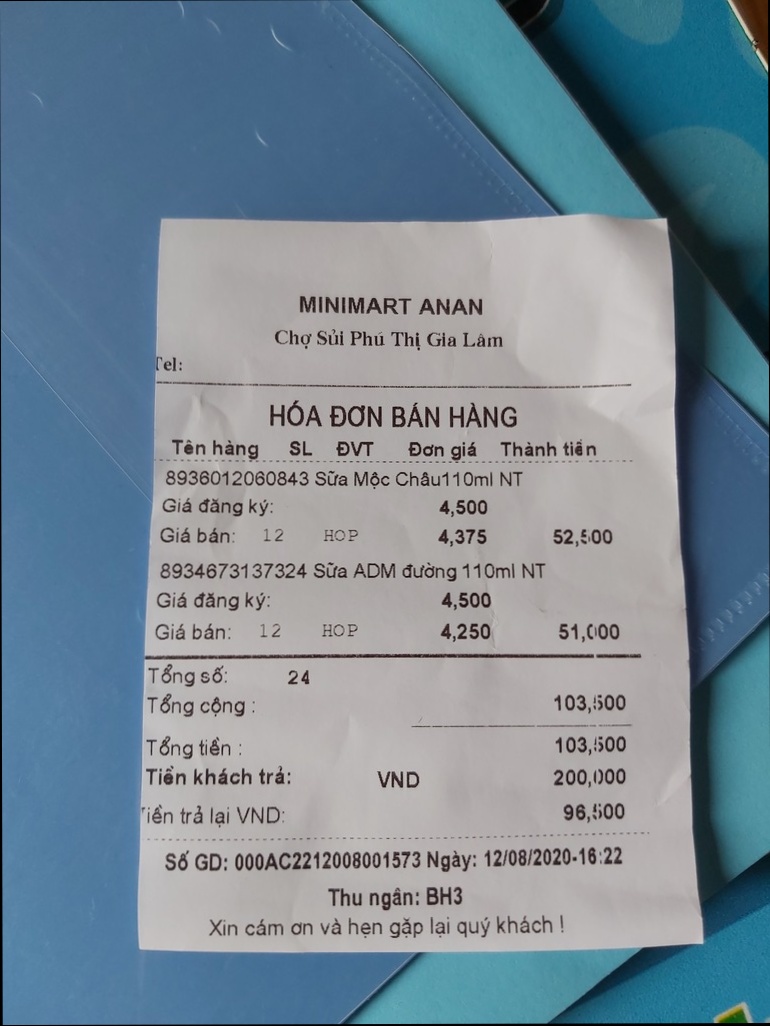 MINIMART ANAN
Chợ Sủi Phú Thị Gia Lâm
Tel:
HÓA ĐƠN BÁN HÀNG
Tên hàng SL ĐVT Đơn giá Thành tiền
8936012060843 Sữa Mộc Châu110ml NT
Giá đăng ký: 4,500
Giá bán: 12 HOP 4,375 52,500
8934673137324 Sữa ADM đường 110ml NT
Giá đăng ký: 4,500
Giá bán: 12 HOP 4,250 51,000
Tổng số: 24
Tổng cộng : 103,500
Tổng tiền : 103,500
Tiền khách trả: VND 200,000
Tiền trả lại VND: 96,500
Số GD: 000AC2212008001573 Ngày: 12/08/2020-16:22
Thu ngân: BH3
Xin cám ơn và hẹn gặp lại quý khách !